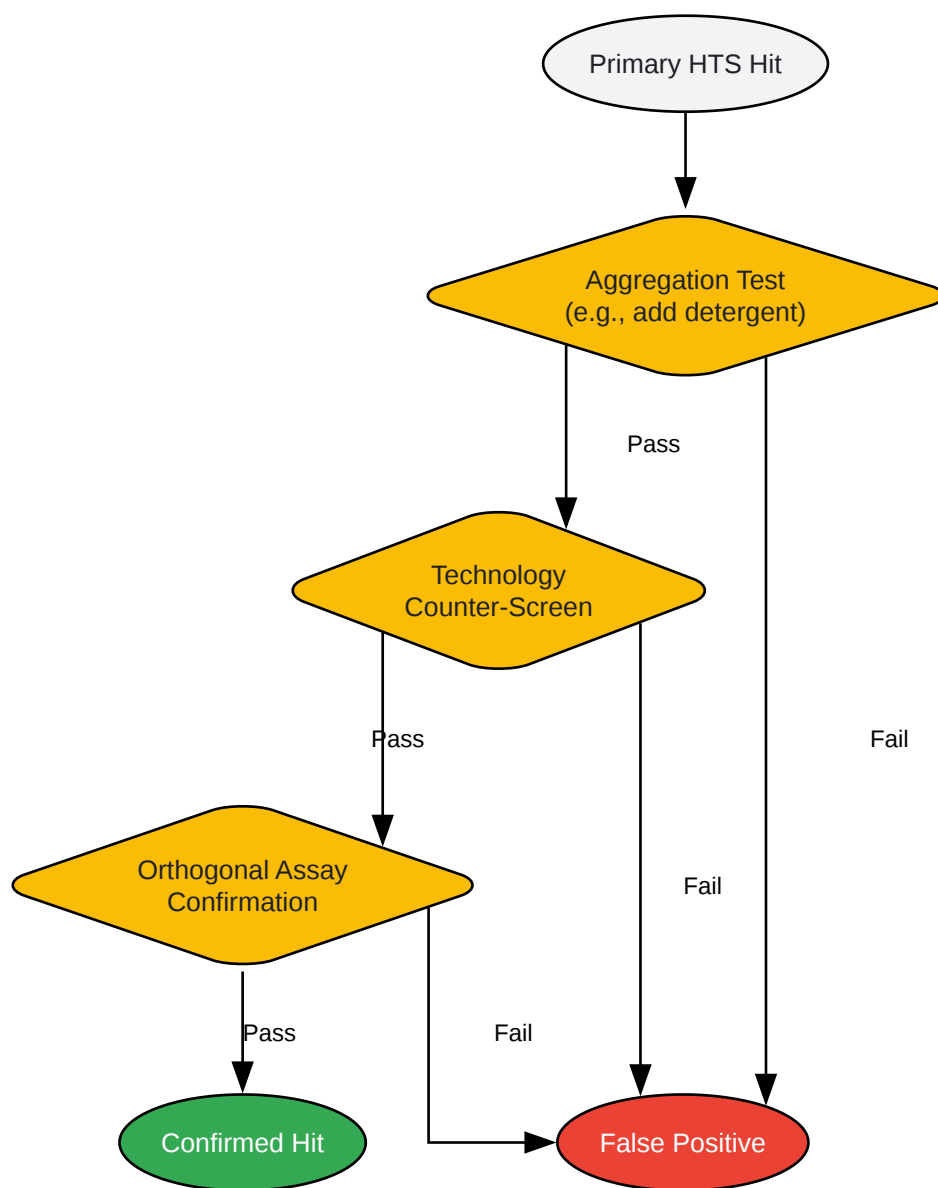 Primary HTS Hit
Aggregation Test
(e.g., add detergent)
Pass
Technology
Counter-Screen
Pass
Fail
Orthogonal Assay
Confirmation
Fail
Pass
Fail
Confirmed Hit
False Positive